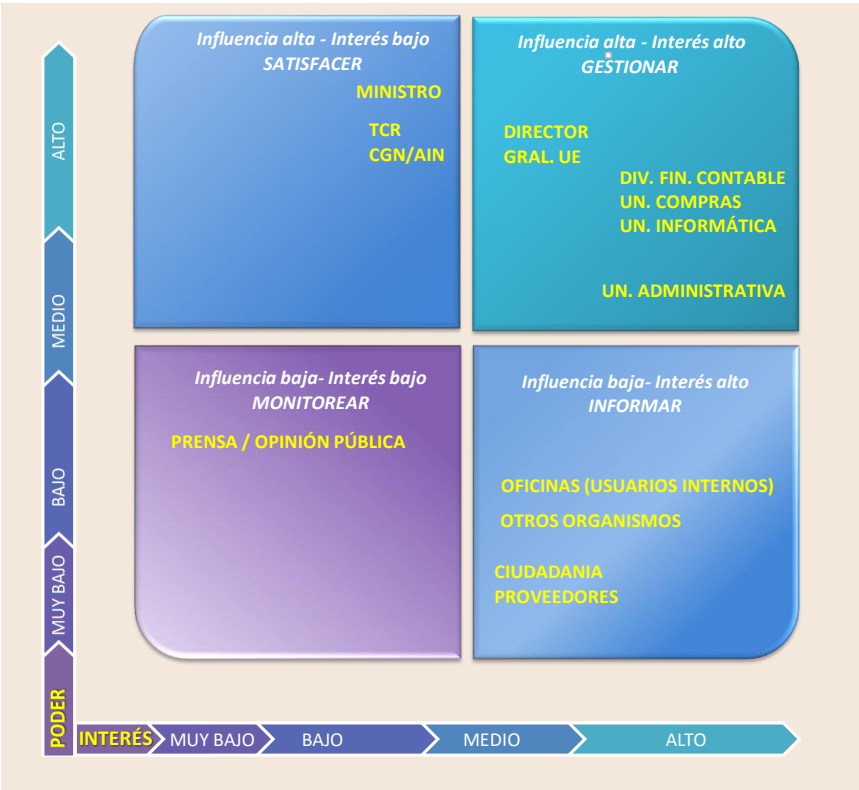 Influencia alta - Interés bajo
SATISFACER
MINISTRO
TCR
CGN/AIN
Influencia alta - Interés alto
GESTIONAR
DIRECTOR
GRAL. UE
DIV. FIN. CONTABLE
UN. COMPRAS
UN. INFORMÁTICA
UN. ADMINISTRATIVA
Influencia baja- Interés bajo
MONITOREAR
PRENSA / OPINIÓN PÚBLICA
Influencia baja- Interés alto
INFORMAR
OFICINAS (USUARIOS INTERNOS)
OTROS ORGANISMOS
CIUDADANIA
PROVEEDORES
ALTO
MEDIO
BAJO
MUY BAJO
PODER
INTERÉS
MUY BAJO
BAJO
MEDIO
ALTO